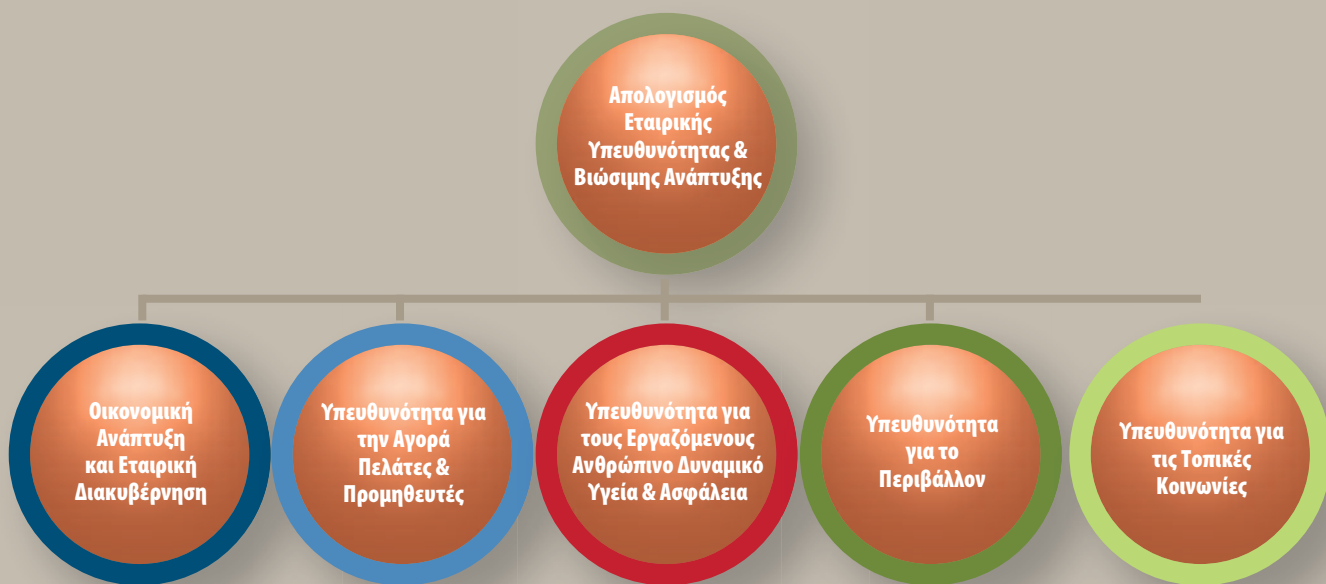 Απολογισμός
Εταιρικής
Υπευθυνότητας &
Βιώσιμης Ανάπτυξης
Οικονομική
Ανάπτυξη
και Εταιρική
Διακυβέρνηση
Υπευθυνότητα για
την Αγορά
Πελάτες &
Προμηθευτές
Υπευθυνότητα για
τους Εργαζόμενους
Ανθρώπινο Δυναμικό
Υγεία & Ασφάλεια
Υπευθυνότητα
για το
Περιβάλλον
Υπευθυνότητα για
τις Τοπικές
Κοινωνίες